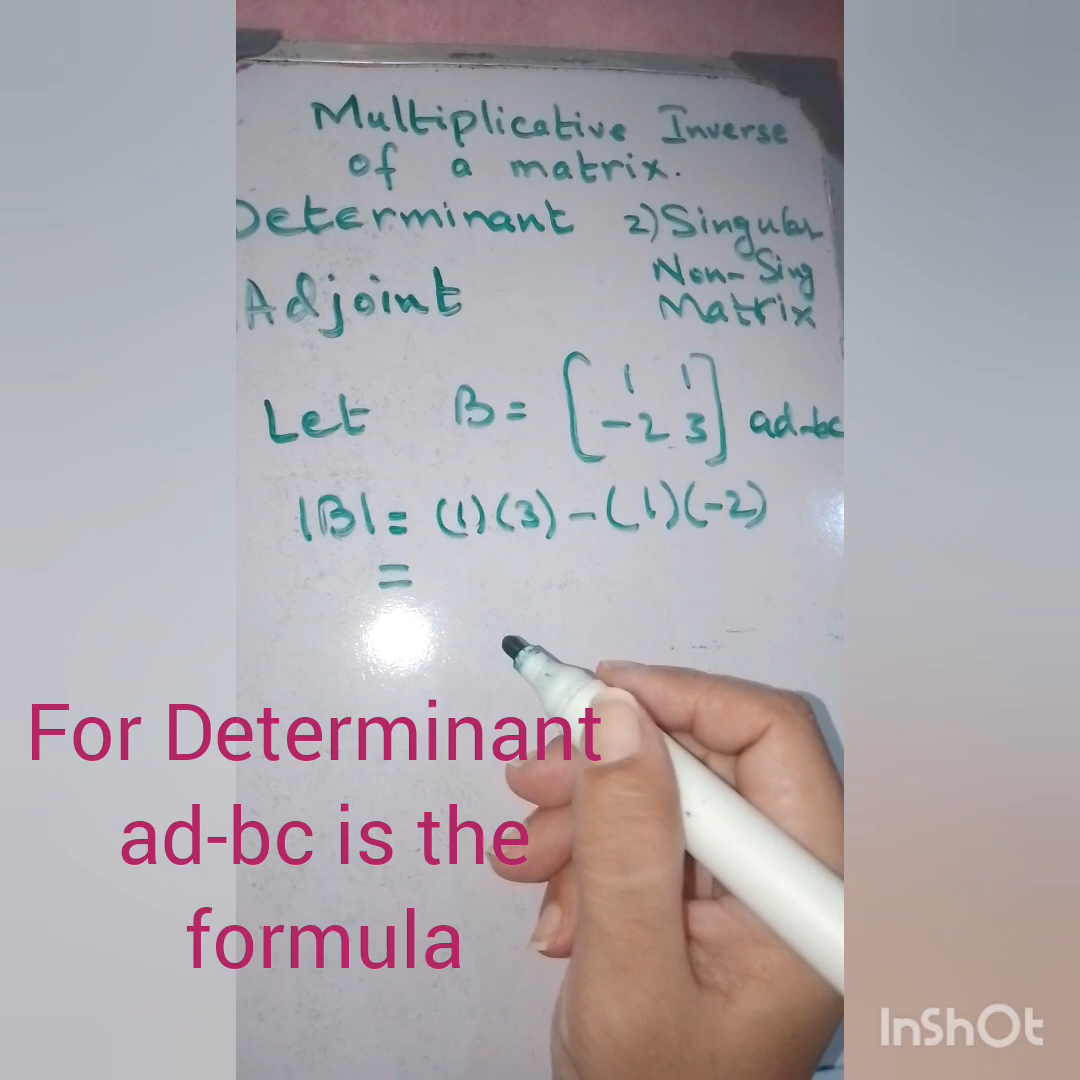 Multiplicative Inverse
of a matrix.
Determinant 2) Singular
Non-Sing
Adjoint Matrix
Let B = [ 1 1
-2 3 ] ad-bc
|B| = (1)(3) - (1)(-2)
=
For Determinant
ad-bc is the
formula
InShOt